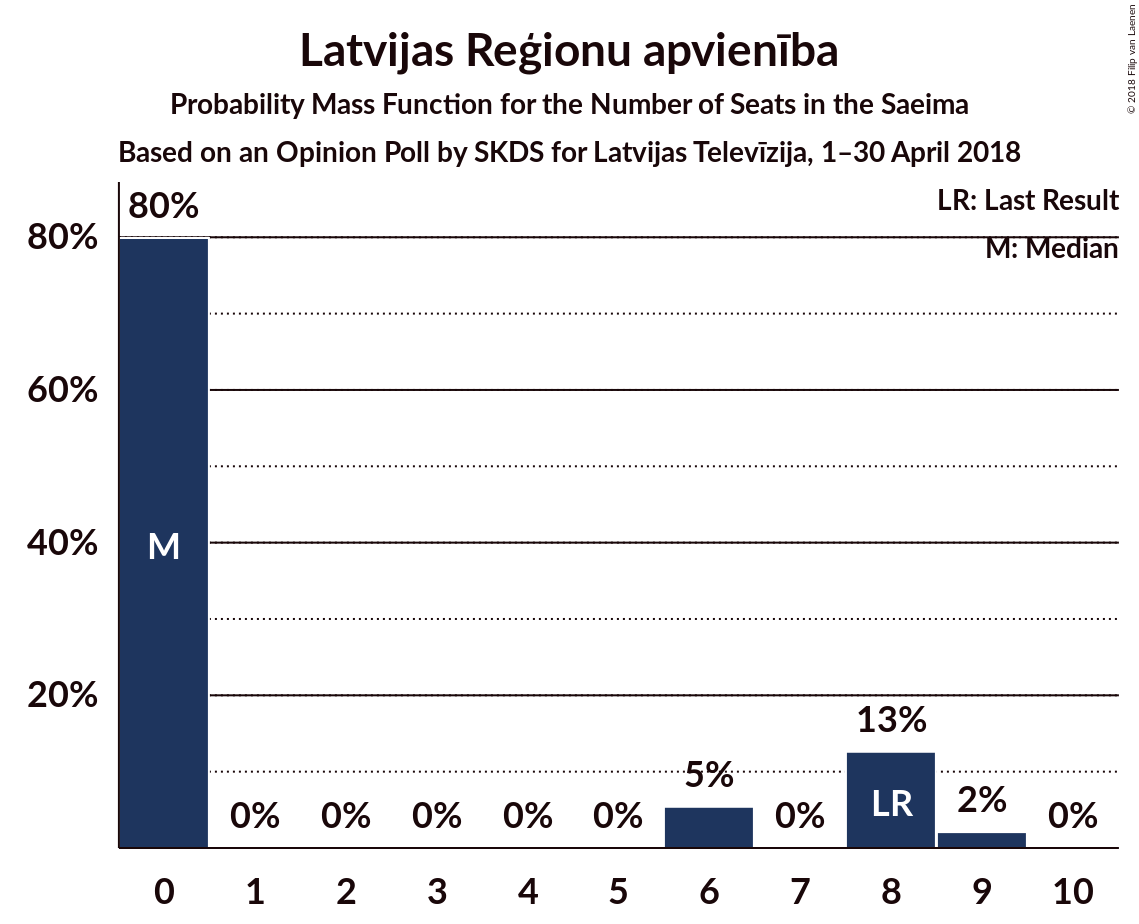 Latvijas Reģionu apvienība
Probability Mass Function for the Number of Seats in the Saeima
Based on an Opinion Poll by SKDS for Latvijas Televīzija, 1–30 April 2018
© 2018 Filip van Laenen
LR: Last Result
M: Median
80%
80%
60%
40%
20%
M
0%
0%
0%
0%
0%
5%
0%
13%
LR
2%
0%
0 1 2 3 4 5 6 7 8 9 10